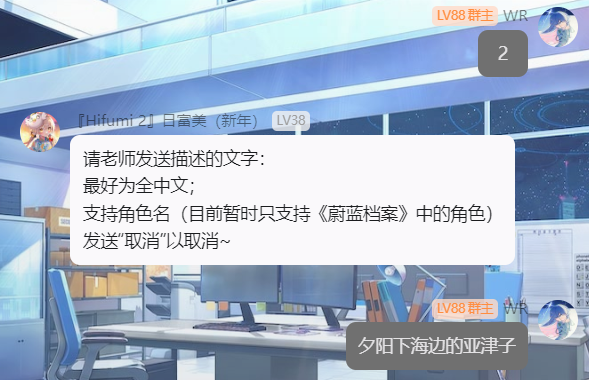 LV88 群主 WR
2
『Hifumi 2』日富美（新年） LV38
请老师发送描述的文字：
最好为全中文；
支持角色名（目前暂时只支持《蔚蓝档案》中的角色）
发送“取消”以取消~
LV88 群主 WR
夕阳下海边的亚津子